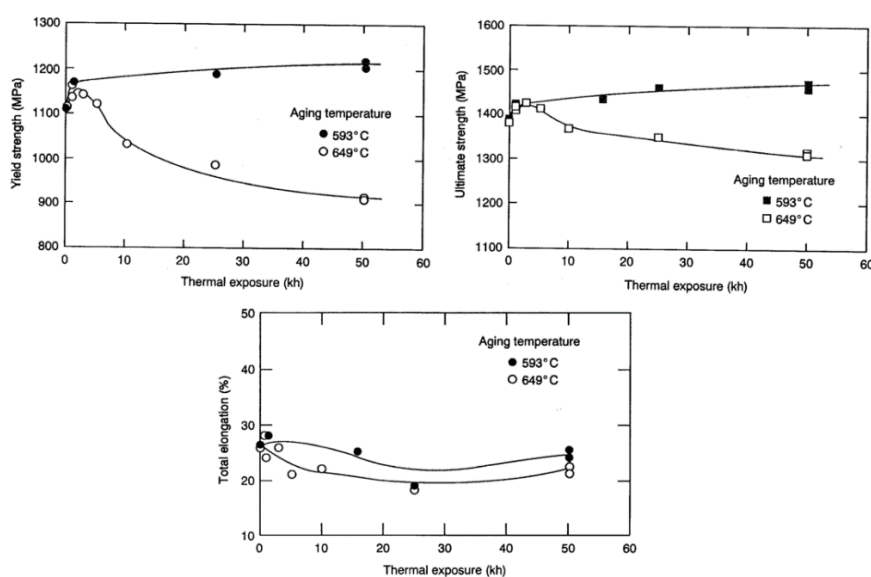 1300
1200
1100
1000
900
800
Yield strength (MPa)
Aging temperature
593°C
649°C
0 10 20 30 40 50 60
Thermal exposure (kh)
1600
1500
1400
1300
1200
1100
Ultimate strength (MPa)
Aging temperature
593°C
649°C
0 10 20 30 40 50 60
Thermal exposure (kh)
50
40
30
20
10
Total elongation (%)
Aging temperature
593°C
649°C
0 10 20 30 40 50 60
Thermal exposure (kh)